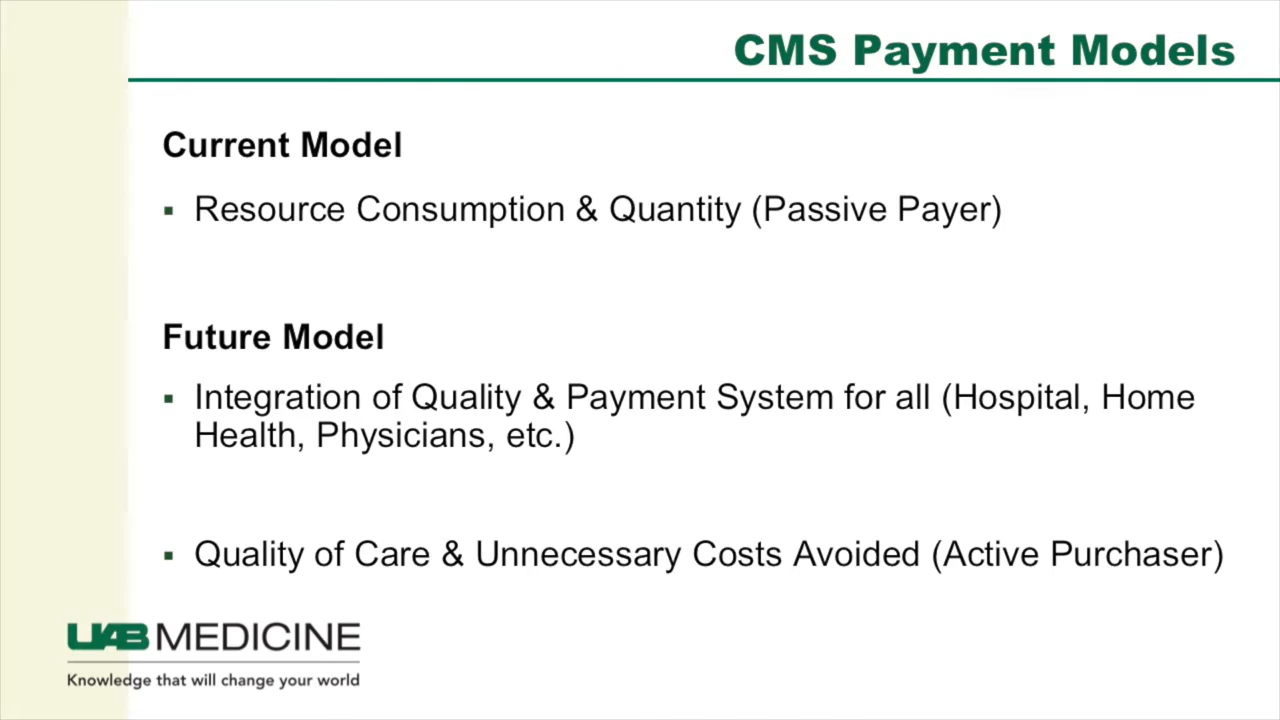 CMS Payment Models
Current Model
▪ Resource Consumption & Quantity (Passive Payer)
Future Model
▪ Integration of Quality & Payment System for all (Hospital, Home
Health, Physicians, etc.)
▪ Quality of Care & Unnecessary Costs Avoided (Active Purchaser)
UAB MEDICINE
Knowledge that will change your world